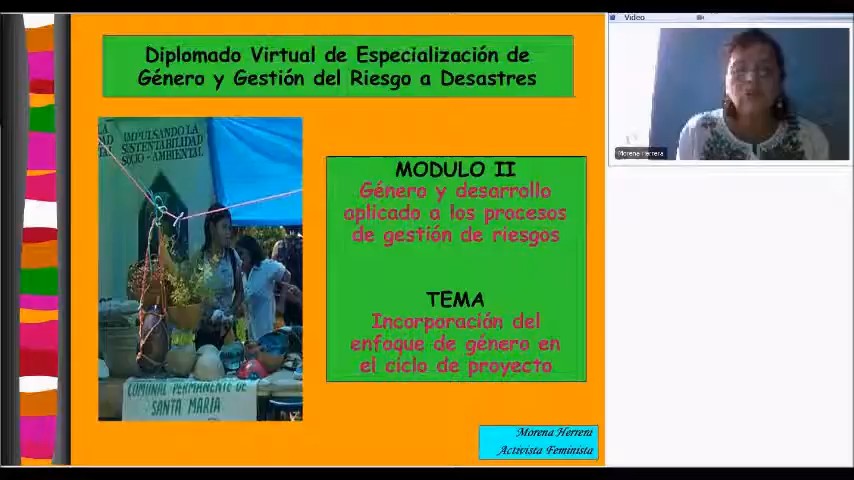 Diplomado Virtual de Especialización de
Género y Gestión del Riesgo a Desastres
IMPULSANDO LA
SUSTENTABILIDAD
SOCIO-AMBIENTAL
COMUNAL PERMANENTE DE
SANTA MARIA
MODULO II
Género y desarrollo
aplicado a los procesos
de gestión de riesgos
TEMA
Incorporación del
enfoque de género en
el ciclo de proyecto
Morena Herrera
Activista Feminista
Video
Morena Herrera